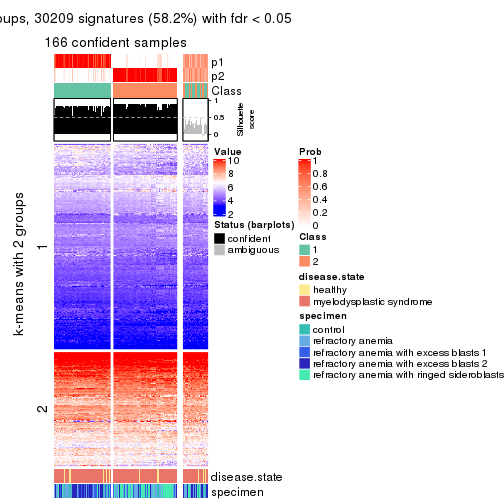 oups, 30209 signatures (58.2%) with fdr < 0.05
166 confident samples
p1
p2
Class
1
0.5
0
Silhouette
score
k-means with 2 groups
1
2
Value
10
8
6
4
2
Status (barplots)
confident
ambiguous
Prob
1
0.8
0.6
0.4
0.2
0
Class
1
2
disease.state
healthy
myelodysplastic syndrome
specimen
control
refractory anemia
refractory anemia with excess blasts 1
refractory anemia with excess blasts 2
refractory anemia with ringed sideroblasts
disease.state
specimen